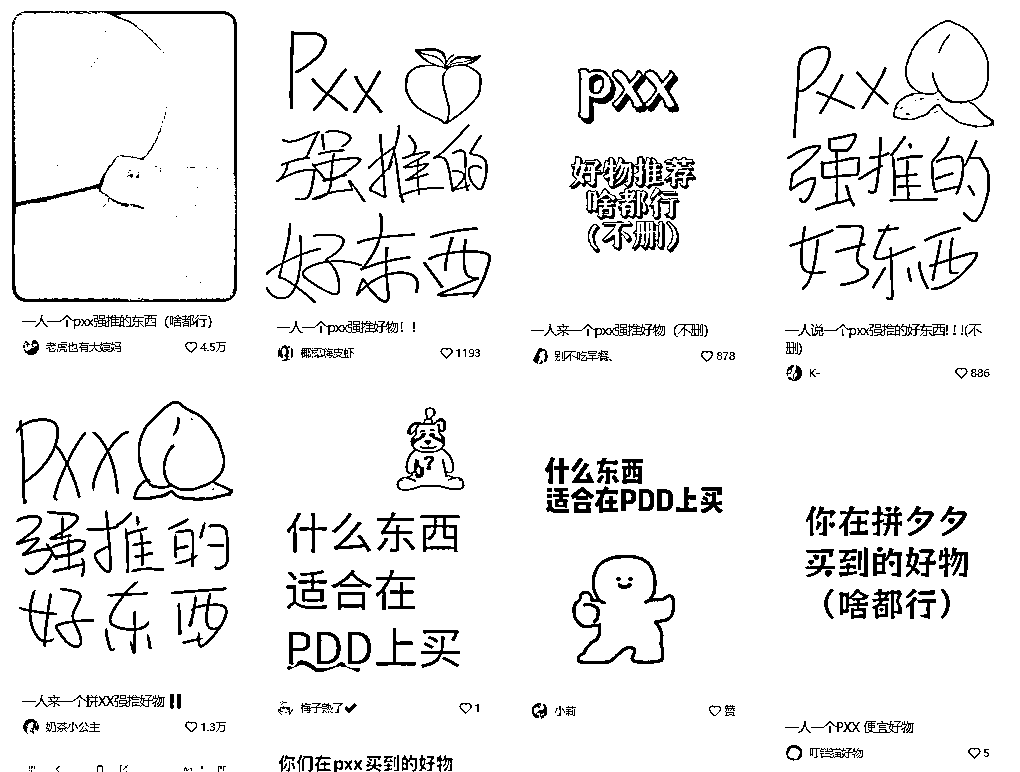 一人一个pxx强推的东西（啥都行）
老虎也有大姨妈
4.5万
Pxx
强推的
好东西
一人一个pxx强推好物！！
1193
pxx
好物推荐
啥都行
（不删）
一人来一个pxx强推好物（不删）
别不吃早餐、
878
Pxx
强推的
好东西
一人说一个pxx强推的好东西！！！(不
删)
K-
886
Pxx
强推的
好东西
一人来一个拼XX强推好物
奶茶小公主
1.3万
?
什么东西
适合在
PDD上买
梅子熟了
1
什么东西
适合在PDD上买
小莉
赞
你在拼夕夕
买到的好物
（啥都行）
一人一个PXX 便宜好物
叮铛猫好物
5
你们在pxx买到的好物